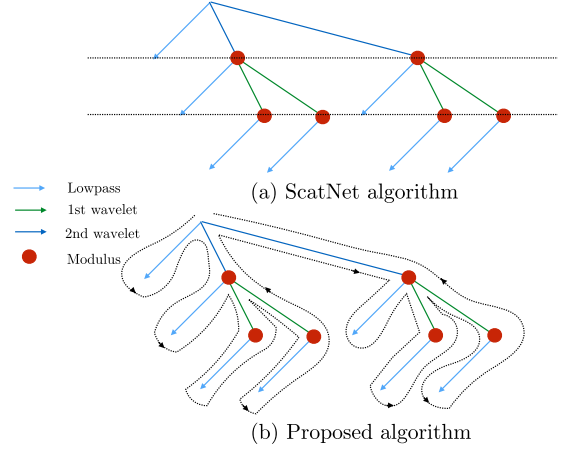 (a) ScatNet algorithm
Lowpass
1st wavelet
2nd wavelet
Modulus
(b) Proposed algorithm